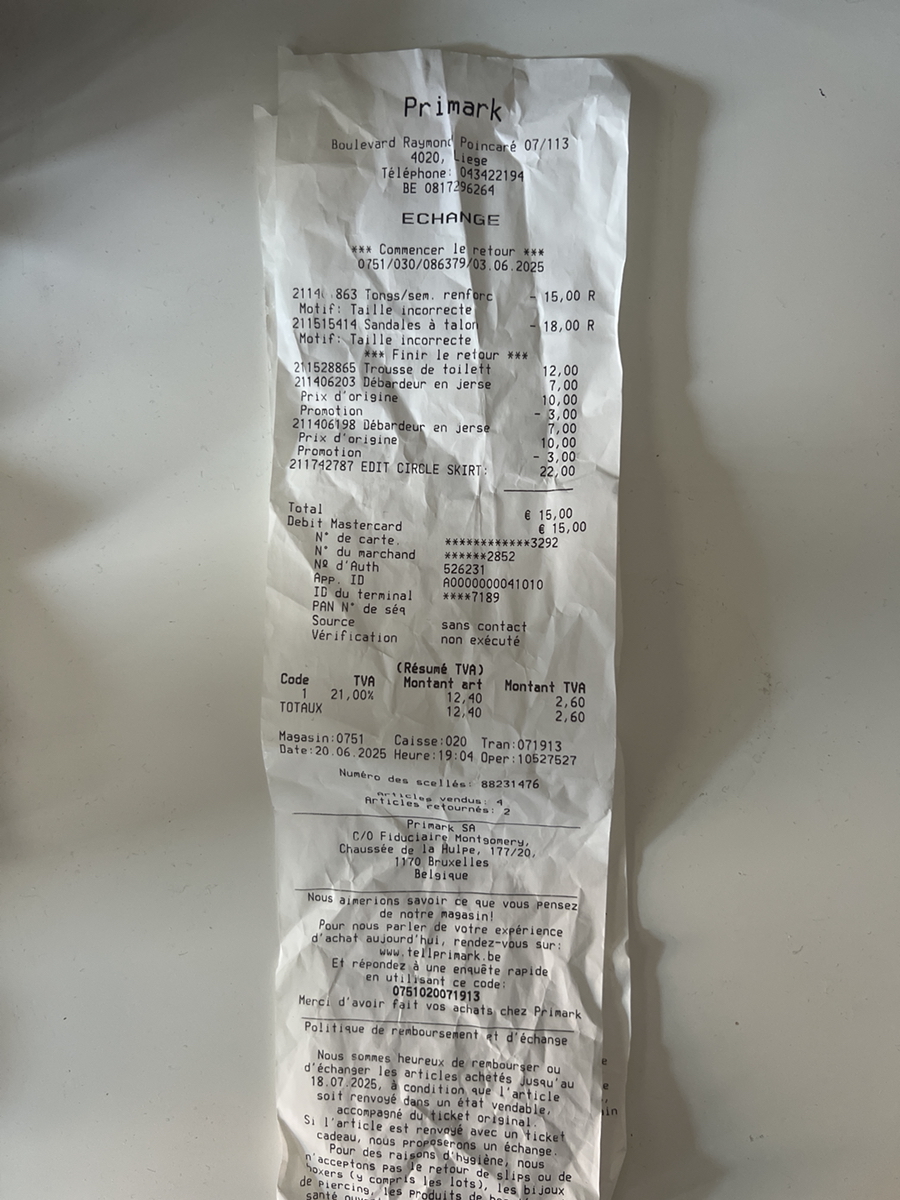 Primark
Boulevard Raymond Poincaré 07/113
4020, Liege
Téléphone: 043422194
BE 0817296264
ECHANGE
*** Commencer le retour ***
0751/030/086379/03.06.2025
863 Tongs/sem. renforc - 15,00 R
Motif: Taille incorrecte
211515414 Sandales à talon - 18,00 R
Motif: Taille incorrecte
*** Finir le retour ***
211528865 Trousse de toilett 12,00
211406203 Débardeur en jerse 7,00
Prix d'origine 10,00
Promotion - 3,00
211406198 Débardeur en jerse 7,00
Prix d'origine 10,00
Promotion - 3,00
211742787 EDIT CIRCLE SKIRT: 22,00
Total € 15,00
Debit Mastercard € 15,00
N° de carte. ************3292
N° du marchand ******2852
Nº d'Auth 526231
App. ID A0000000041010
ID du terminal ****7189
PAN N° de séq
Source sans contact
Vérification non exécuté
(Résumé TVA)
Code TVA Montant art Montant TVA
1 21,00% 12,40 2,60
TOTAUX 12,40 2,60
Magasin:0751 Caisse:020 Tran:071913
Date:20.06.2025 Heure:19:04 Oper:10527527
Numéro des scellés: 88231476
Articles vendus: 4
Articles retournés: 2
Primark SA
C/O Fiduciaire Montgomery,
Chaussée de la Hulpe, 177/20,
1170 Bruxelles
Belgique
Nous aimerions savoir ce que vous pensez
de notre magasin!
Pour nous parler de votre expérience
d'achat aujourd'hui, rendez-vous sur:
www.tellprimark.be
Et répondez à une enquête rapide
en utilisant ce code:
0751020071913
Merci d'avoir fait vos achats chez Primark
Politique de remboursement et d'échange
Nous sommes heureux de rembourser ou
d'échanger les articles achetés jusqu'au
18.07.2025, à condition que l'article
soit renvoyé dans un état vendable,
accompagné du ticket original.
Si l'article est renvoyé avec un ticket
cadeau, nous proposerons un échange.
Pour des raisons d'hygiène, nous
n'acceptons pas le retour de slips ou de
boxers (y compris les lots), les bijoux
de piercing, les produits de
santé